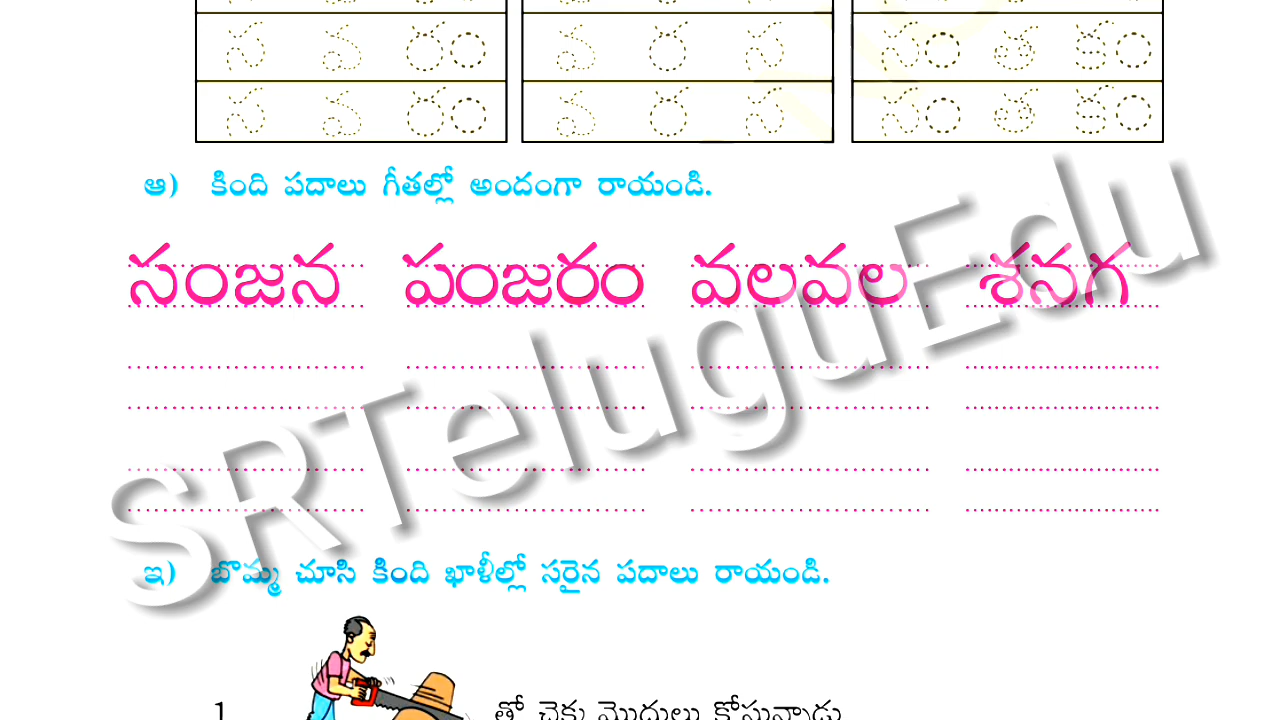 న వ రం వ ర న నం త కం
న వ రం వ ర న నం త కం
ఆ) కింది పదాలు గీతల్లో అందంగా రాయండి.
సంజన పంజరం వలవల శనగ
SRTeluguEdu
ఇ) బొమ్మ చూసి కింది ఖాళీల్లో సరైన పదాలు రాయండి.
1 తో చెక్క మొద్దులు కోస్తున్నాడు